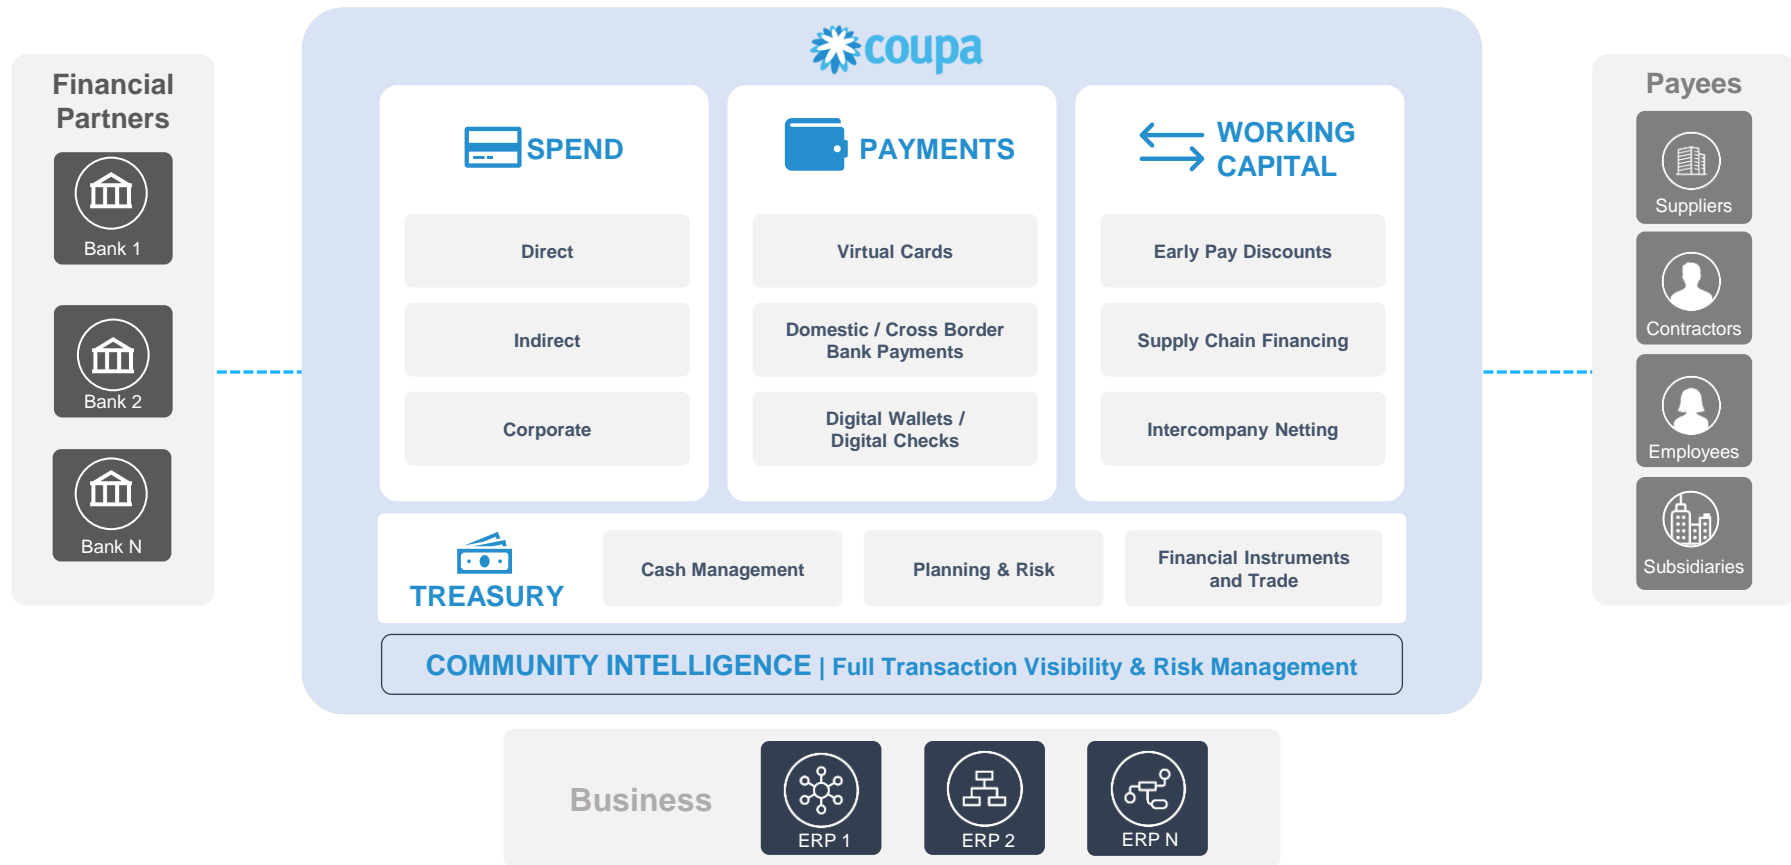 coupa
Financial
Partners
Bank 1
Bank 2
Bank N
SPEND
Direct
Indirect
Corporate
PAYMENTS
Virtual Cards
Domestic / Cross Border
Bank Payments
Digital Wallets /
Digital Checks
WORKING
CAPITAL
Early Pay Discounts
Supply Chain Financing
Intercompany Netting
TREASURY
Cash Management
Planning & Risk
Financial Instruments
and Trade
COMMUNITY INTELLIGENCE | Full Transaction Visibility & Risk Management
Payees
Suppliers
Contractors
Employees
Subsidiaries
Business
ERP 1
ERP 2
ERP N